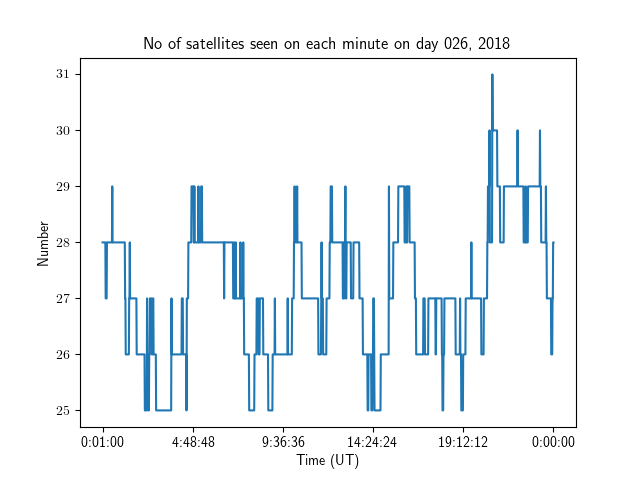 No of satellites seen on each minute on day 026, 2018
31
30
29
28
27
26
25
Number
0:01:00 4:48:48 9:36:36 14:24:24 19:12:12 0:00:00
Time (UT)